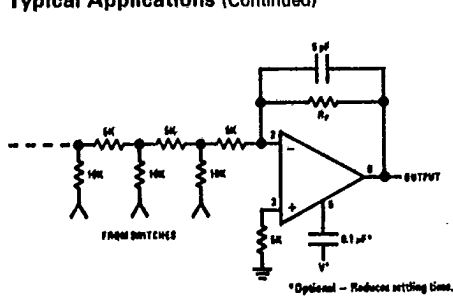 Typical Applications (Continued)
5 pF
RF
5K 5K 5K
2
6
OUTPUT
10K 10K 10K
3
5
FROM SWITCHES
5K
0.1 µF*
V+
*Optional — Reduces settling time.